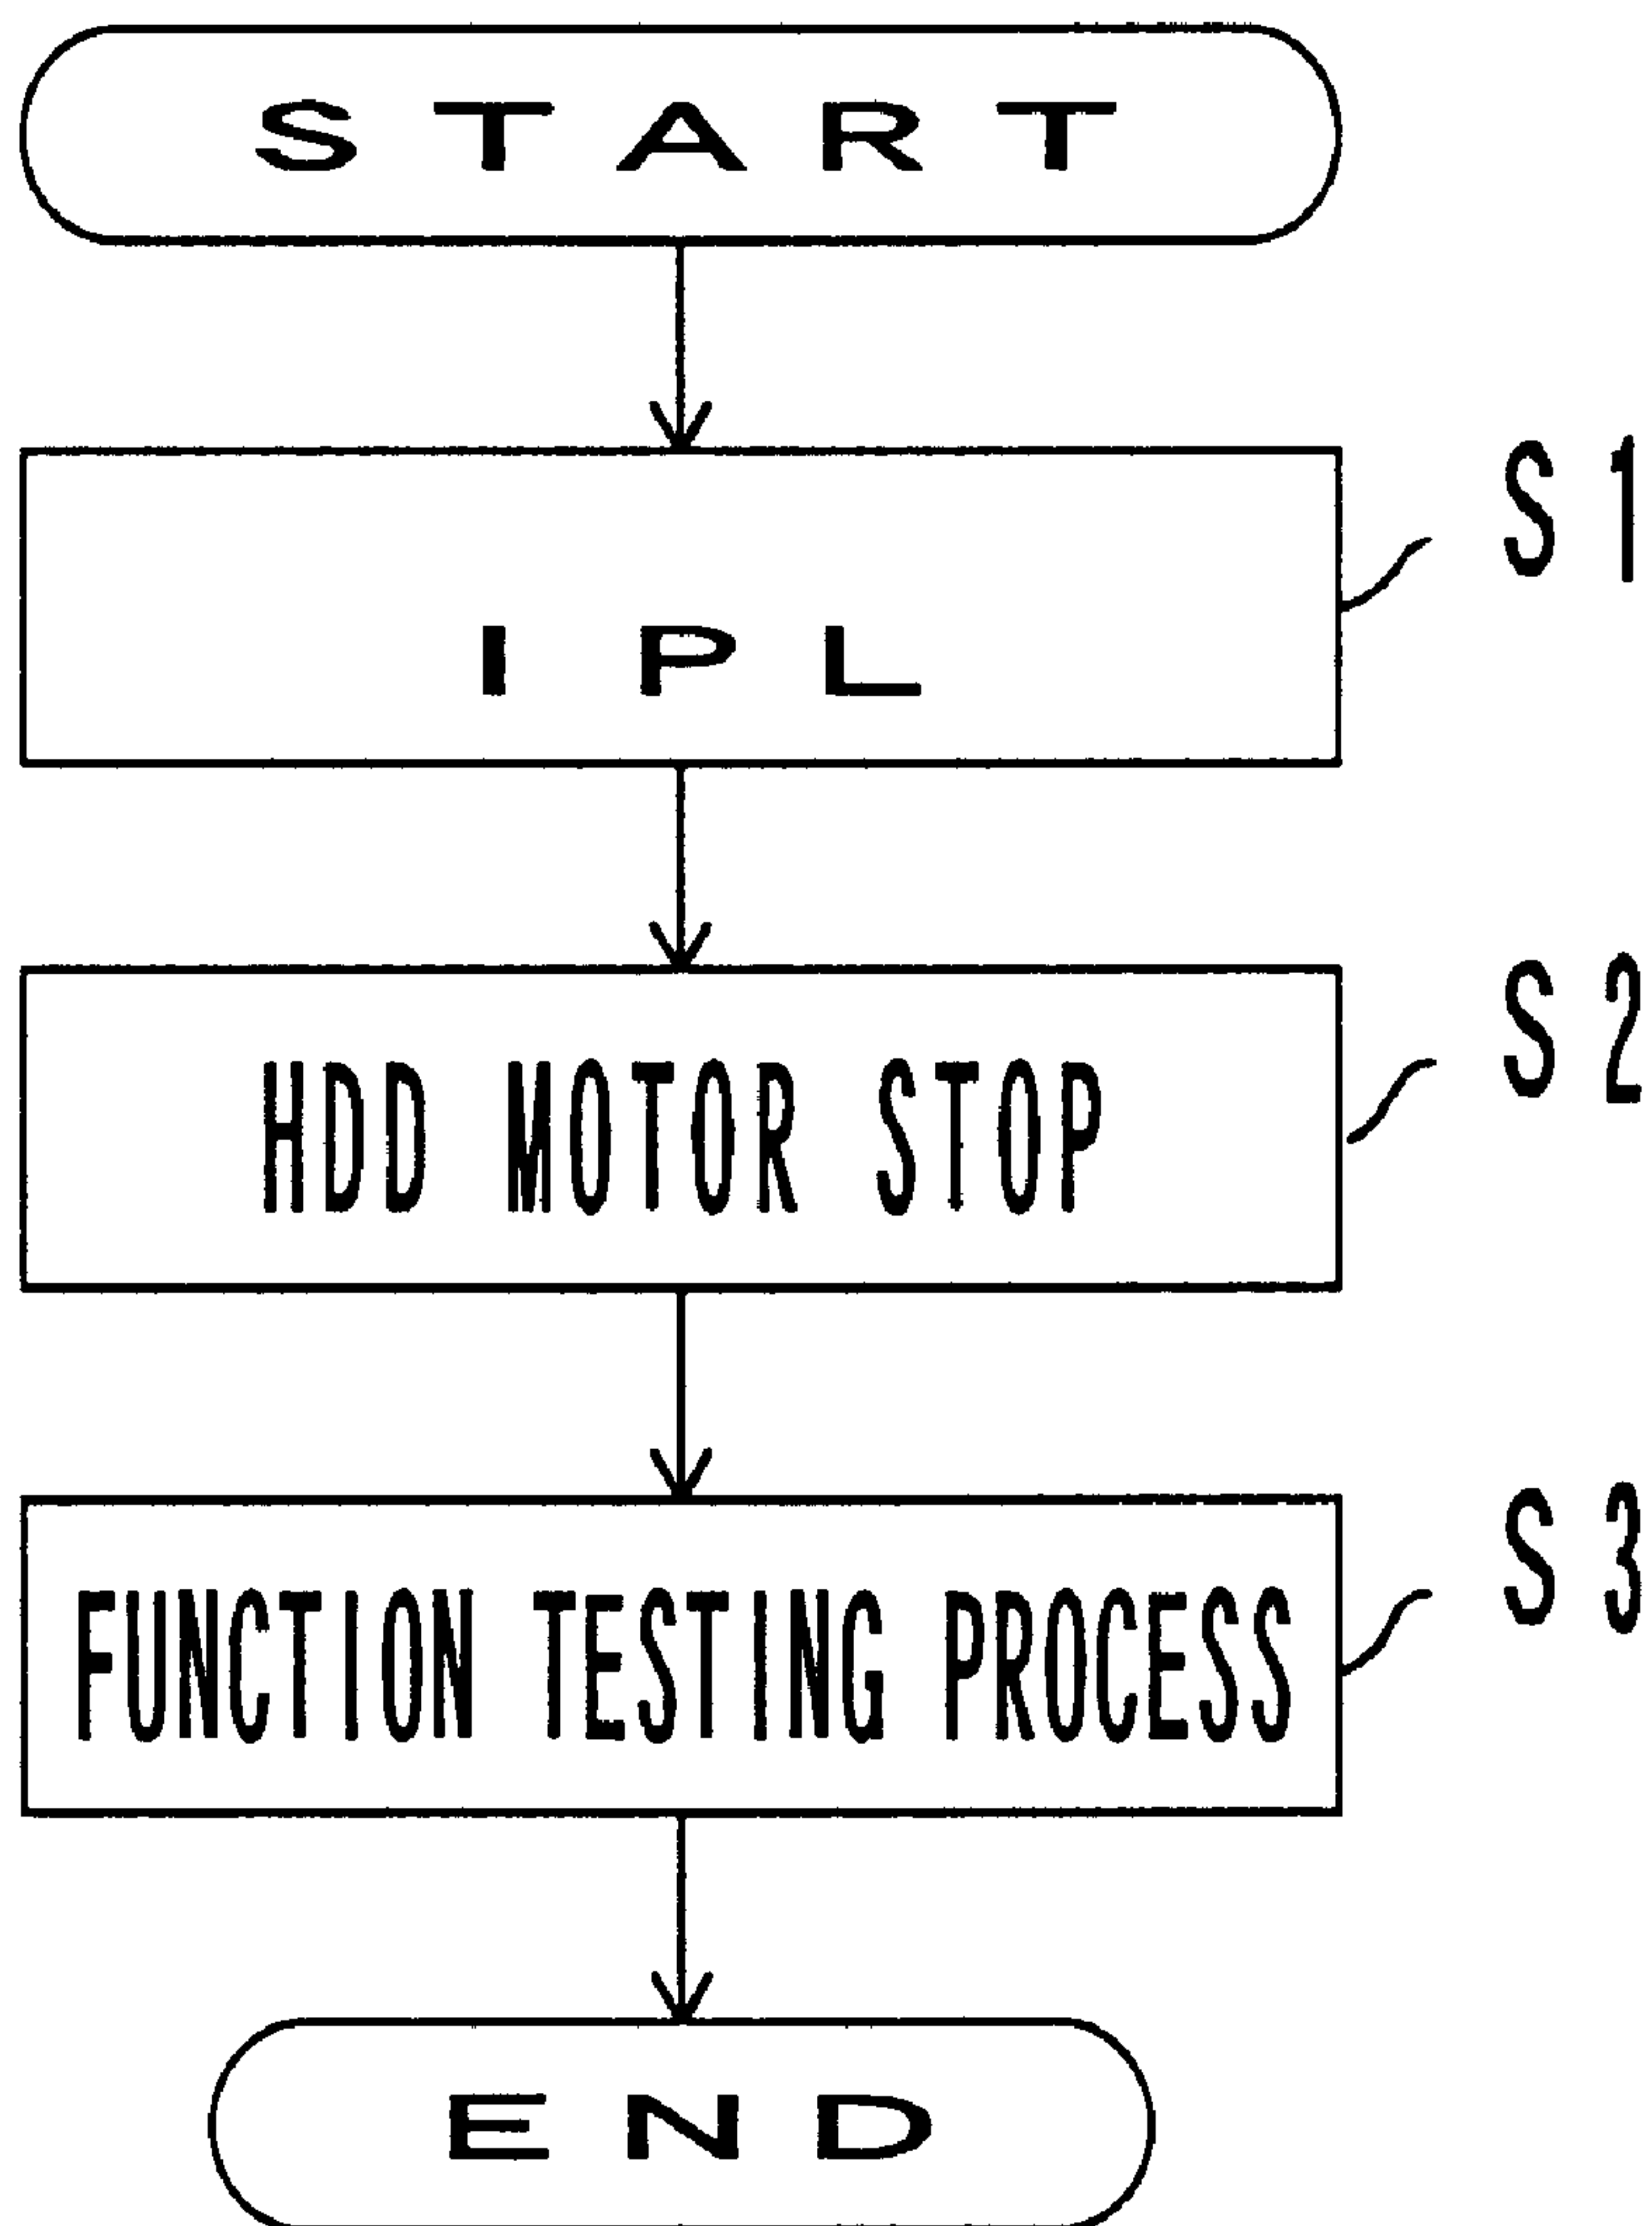 START
IPL
S1
HDD MOTOR STOP
S2
FUNCTION TESTING PROCESS
S3
END